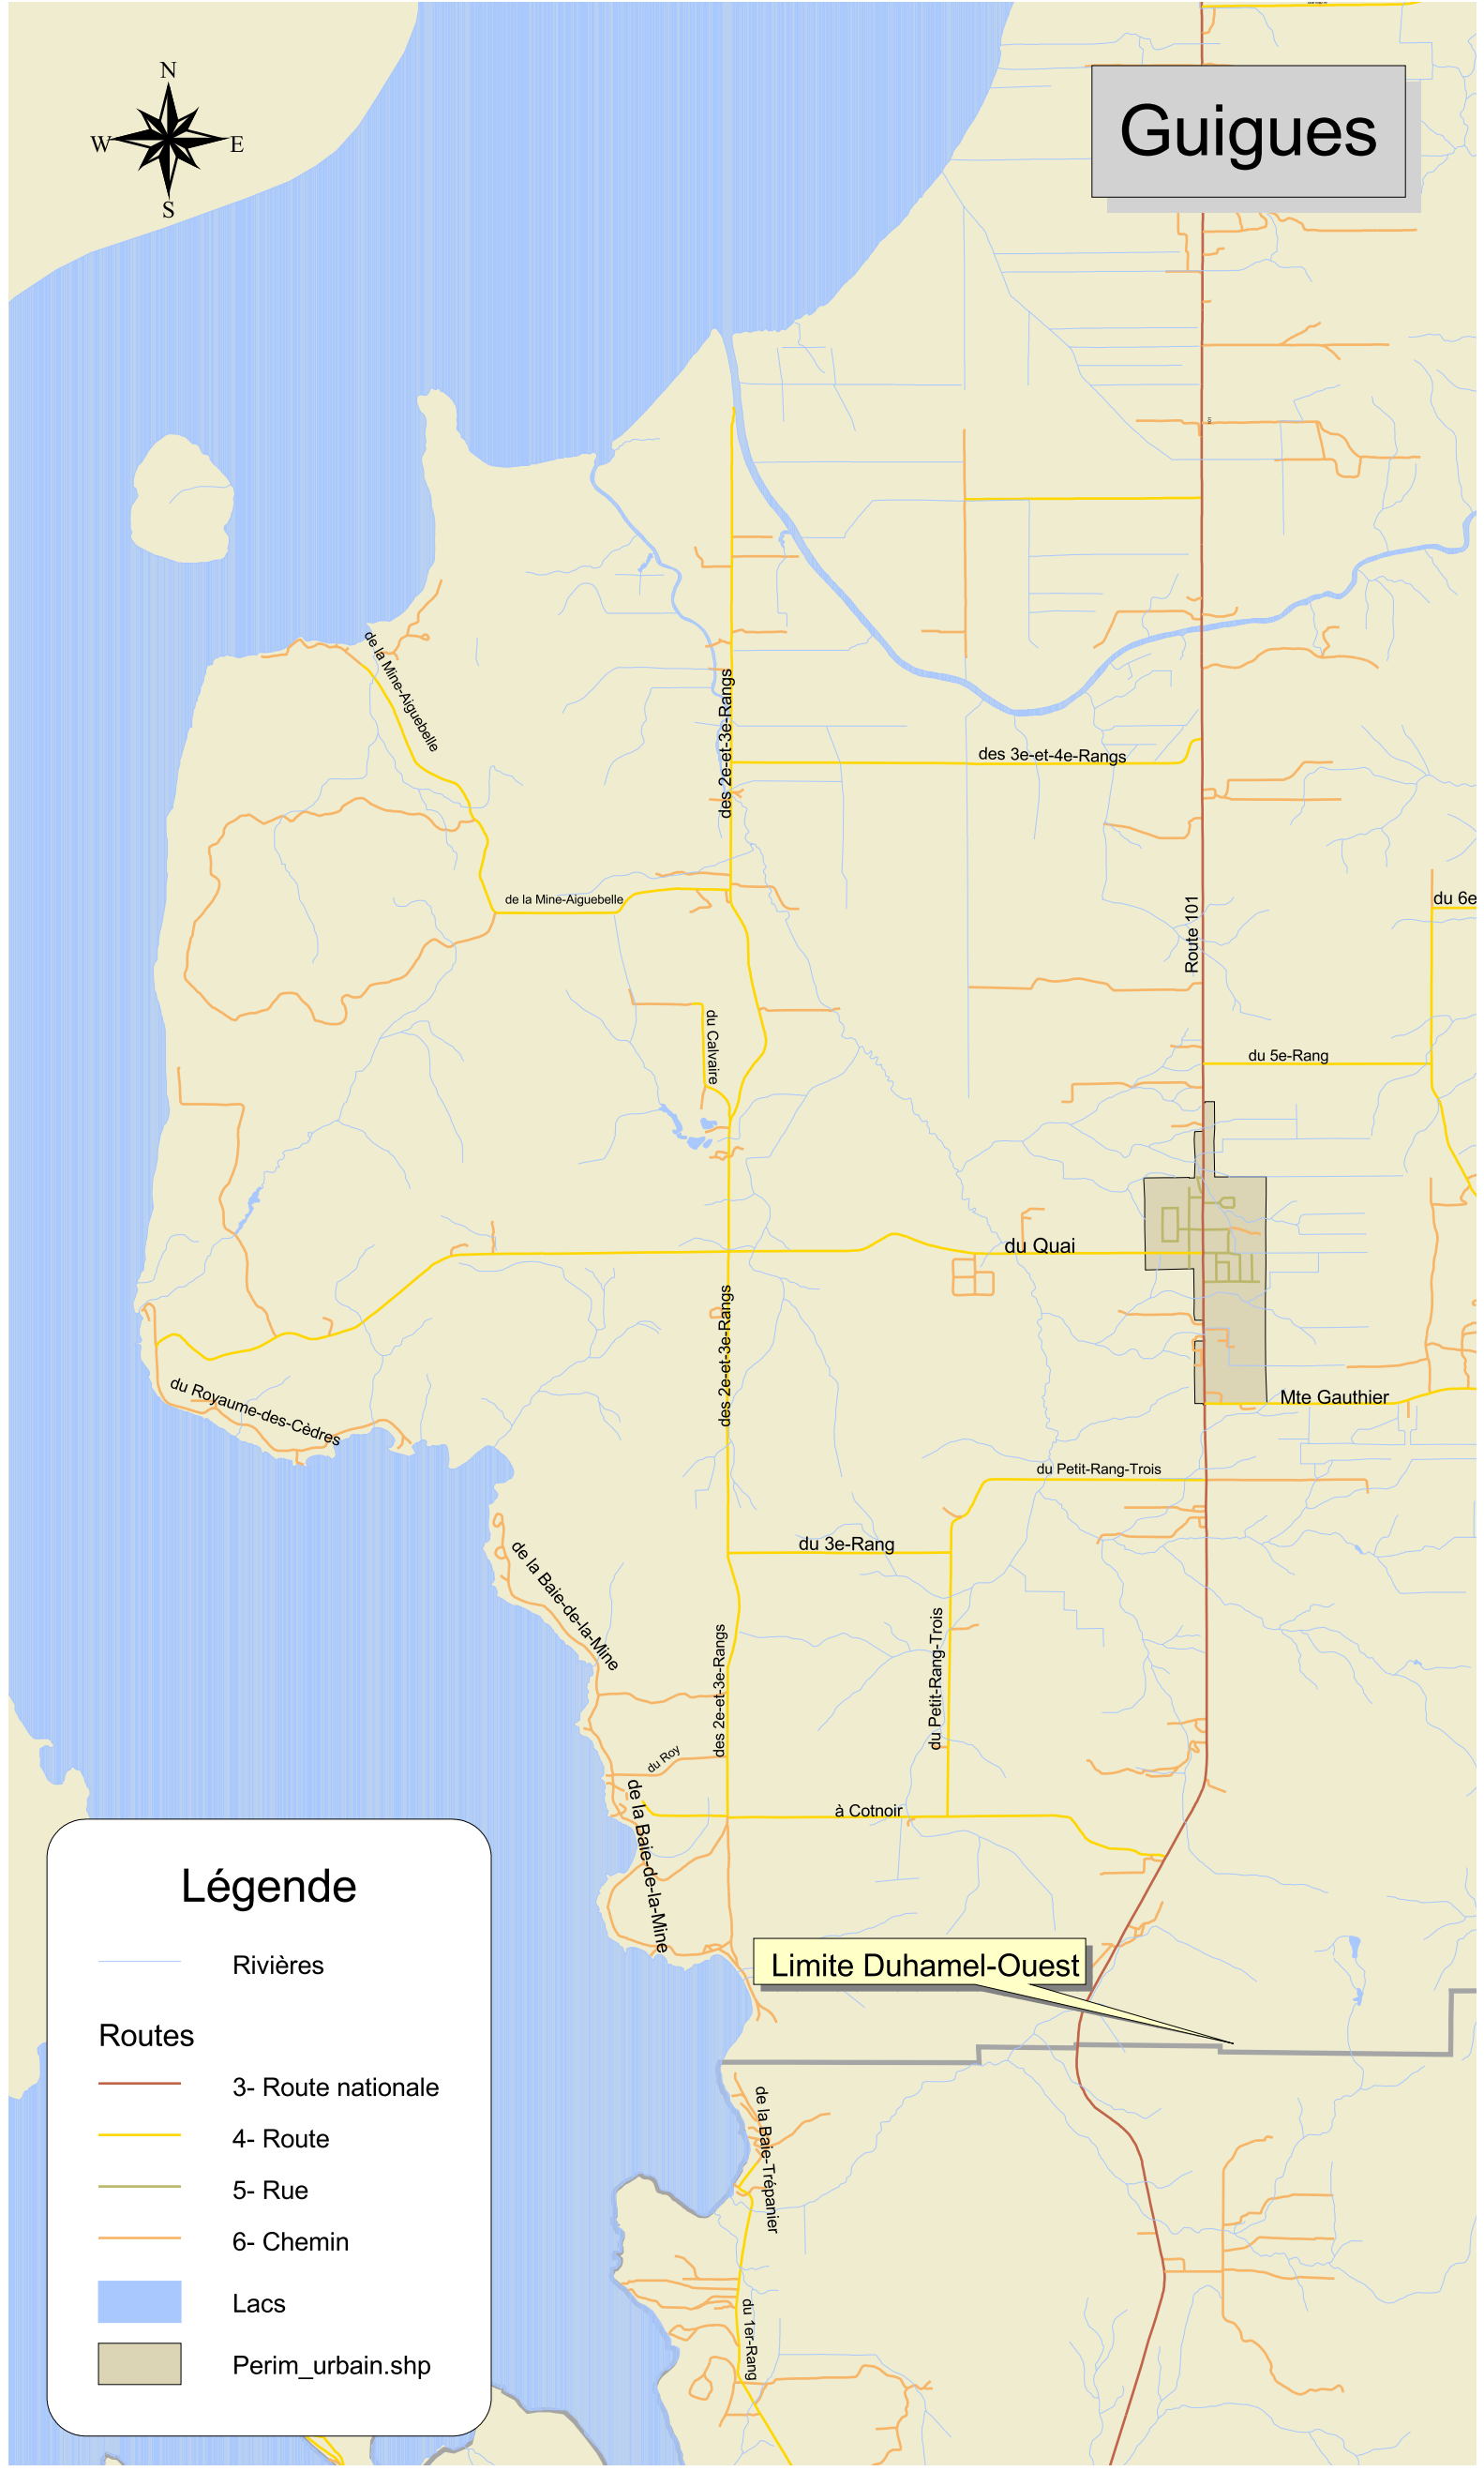 N
W
E
S
Guigues
de la Mine-Aiguebelle
des 2e-et-3e-Rangs
des 3e-et-4e-Rangs
de la Mine-Aiguebelle
Route 101
du 6e
du Calvaire
du 5e-Rang
du Quai
des 2e-et-3e-Rangs
du Royaume-des-Cèdres
Mte Gauthier
du Petit-Rang-Trois
du 3e-Rang
de la Baie-de-la-Mine
des 2e-et-3e-Rangs
du Petit-Rang-Trois
du Roy
de la Baie-de-la-Mine
à Cotnoir
Limite Duhamel-Ouest
de la Baie-Trépanier
du 1er-Rang
Légende
Rivières
Routes
3- Route nationale
4- Route
5- Rue
6- Chemin
Lacs
Perim_urbain.shp